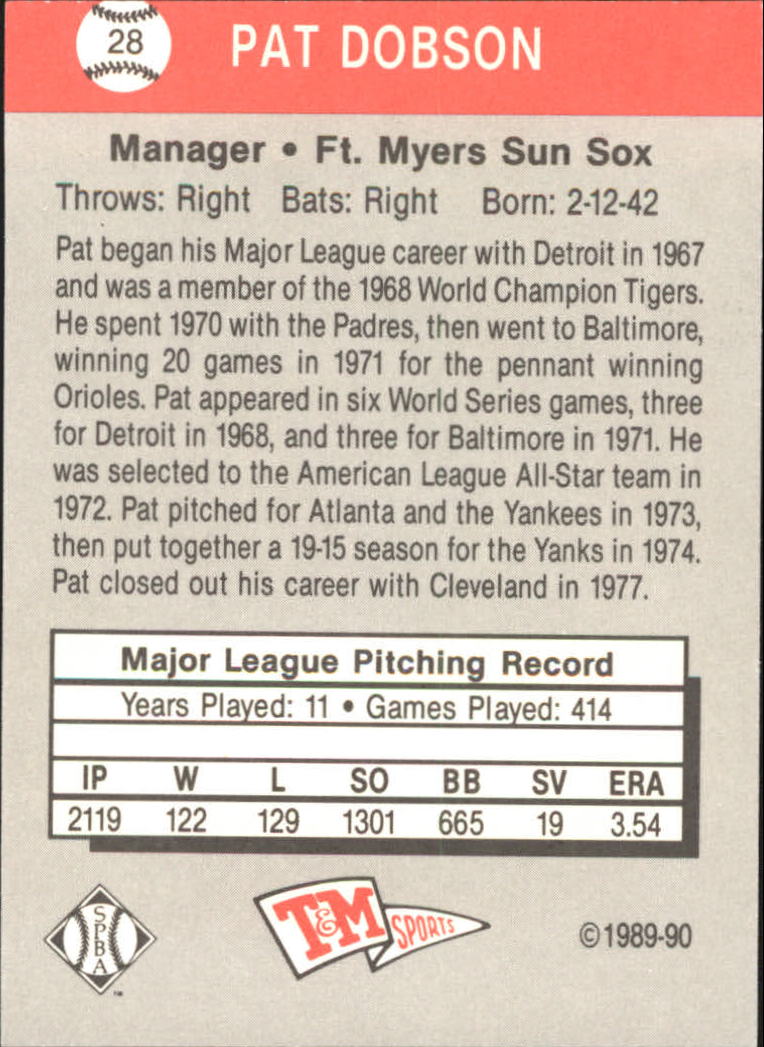 28
PAT DOBSON
Manager • Ft. Myers Sun Sox
Throws: Right Bats: Right Born: 2-12-42
Pat began his Major League career with Detroit in 1967
and was a member of the 1968 World Champion Tigers.
He spent 1970 with the Padres, then went to Baltimore,
winning 20 games in 1971 for the pennant winning
Orioles. Pat appeared in six World Series games, three
for Detroit in 1968, and three for Baltimore in 1971. He
was selected to the American League All-Star team in
1972. Pat pitched for Atlanta and the Yankees in 1973,
then put together a 19-15 season for the Yanks in 1974.
Pat closed out his career with Cleveland in 1977.
Major League Pitching Record
Years Played: 11 • Games Played: 414
IP W L SO BB SV ERA
2119 122 129 1301 665 19 3.54
SPBA
™
T&M SPORTS
©1989-90